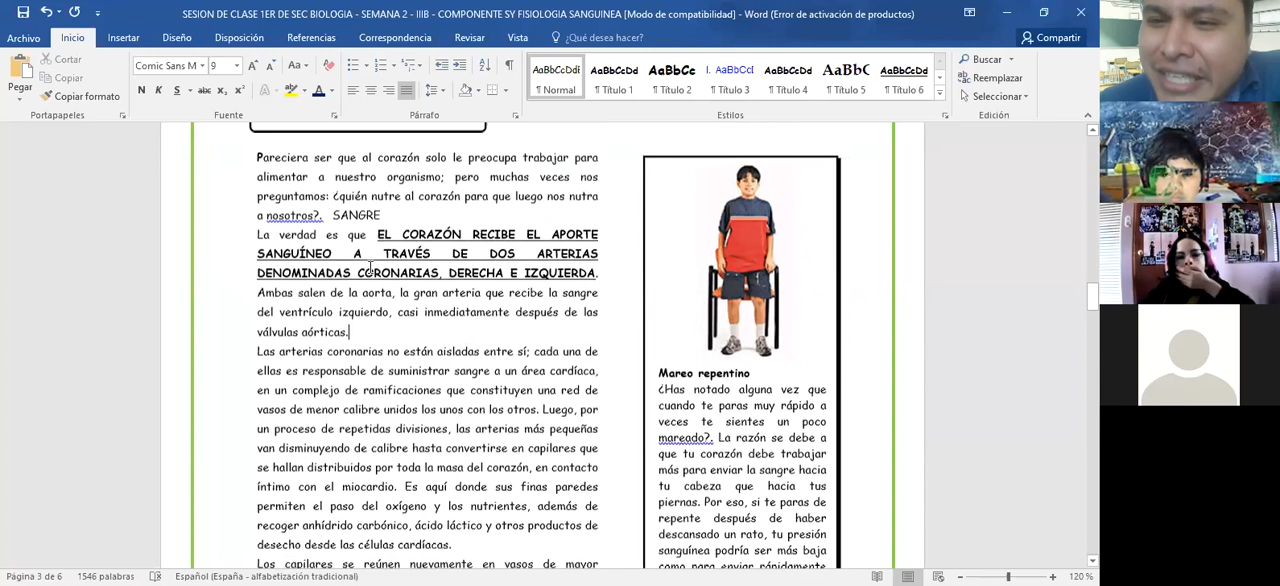 SESION DE CLASE 1ER DE SEC BIOLOGIA - SEMANA 2 - IIIB - COMPONENTE SY FISIOLOGIA SANGUINEA [Modo de compatibilidad] - Word (Error de activación de productos)
Archivo Inicio Insertar Diseño Disposición Referencias Correspondencia Revisar Vista ¿Qué desea hacer? Compartir
Pegar
Cortar
Copiar
Copiar formato
Portapapeles
Comic Sans M 9
N K S abc x₂ x²
Fuente
Párrafo
AaBbCcDdI AaBbCcDd AaBbCc I. AaBbCcI AaBbCcDd AaBbC AaBbCcDd
¶ Normal ¶ Título 1 ¶ Título 2 ¶ Título 3 ¶ Título 4 ¶ Título 5 ¶ Título 6
Estilos
Buscar
Reemplazar
Seleccionar
Edición
Pareciera ser que al corazón solo le preocupa trabajar para
alimentar a nuestro organismo; pero muchas veces nos
preguntamos: ¿quién nutre al corazón para que luego nos nutra
a nosotros?. SANGRE
La verdad es que EL CORAZÓN RECIBE EL APORTE
SANGUÍNEO A TRAVÉS DE DOS ARTERIAS
DENOMINADAS CORONARIAS, DERECHA E IZQUIERDA.
Ambas salen de la aorta, la gran arteria que recibe la sangre
del ventrículo izquierdo, casi inmediatamente después de las
válvulas aórticas.
Las arterias coronarias no están aisladas entre sí; cada una de
ellas es responsable de suministrar sangre a un área cardíaca,
en un complejo de ramificaciones que constituyen una red de
vasos de menor calibre unidos los unos con los otros. Luego, por
un proceso de repetidas divisiones, las arterias más pequeñas
van disminuyendo de calibre hasta convertirse en capilares que
se hallan distribuidos por toda la masa del corazón, en contacto
íntimo con el miocardio. Es aquí donde sus finas paredes
permiten el paso del oxígeno y los nutrientes, además de
recoger anhídrido carbónico, ácido láctico y otros productos de
desecho desde las células cardíacas.
Los capilares se reúnen nuevamente en vasos de mayor
Mareo repentino
¿Has notado alguna vez que
cuando te paras muy rápido a
veces te sientes un poco
mareado?. La razón se debe a
que tu corazón debe trabajar
más para enviar la sangre hacia
tu cabeza que hacia tus
piernas. Por eso, si te paras de
repente después de haber
descansado un rato, tu presión
sanguínea podría ser más baja
como para enviar rápidamente
Página 3 de 6 1546 palabras Español (España - alfabetización tradicional) 120 %